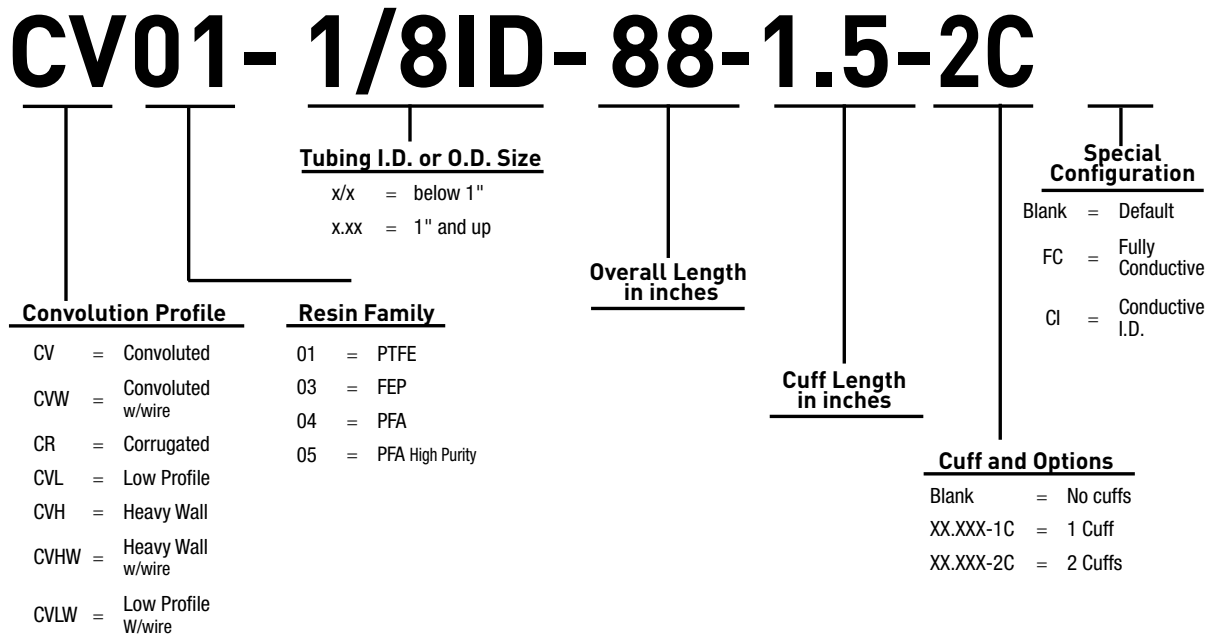 CV01- 1/8ID- 88-1.5-2C
Tubing I.D. or O.D. Size
x/x = below 1"
x.xx = 1" and up
Special
Configuration
Blank = Default
FC = Fully
Conductive
CI = Conductive
I.D.
Overall Length
in inches
Convolution Profile
CV = Convoluted
CVW = Convoluted
w/wire
CR = Corrugated
CVL = Low Profile
CVH = Heavy Wall
CVHW = Heavy Wall
w/wire
CVLW = Low Profile
W/wire
Resin Family
01 = PTFE
03 = FEP
04 = PFA
05 = PFA High Purity
Cuff Length
in inches
Cuff and Options
Blank = No cuffs
XX.XXX-1C = 1 Cuff
XX.XXX-2C = 2 Cuffs